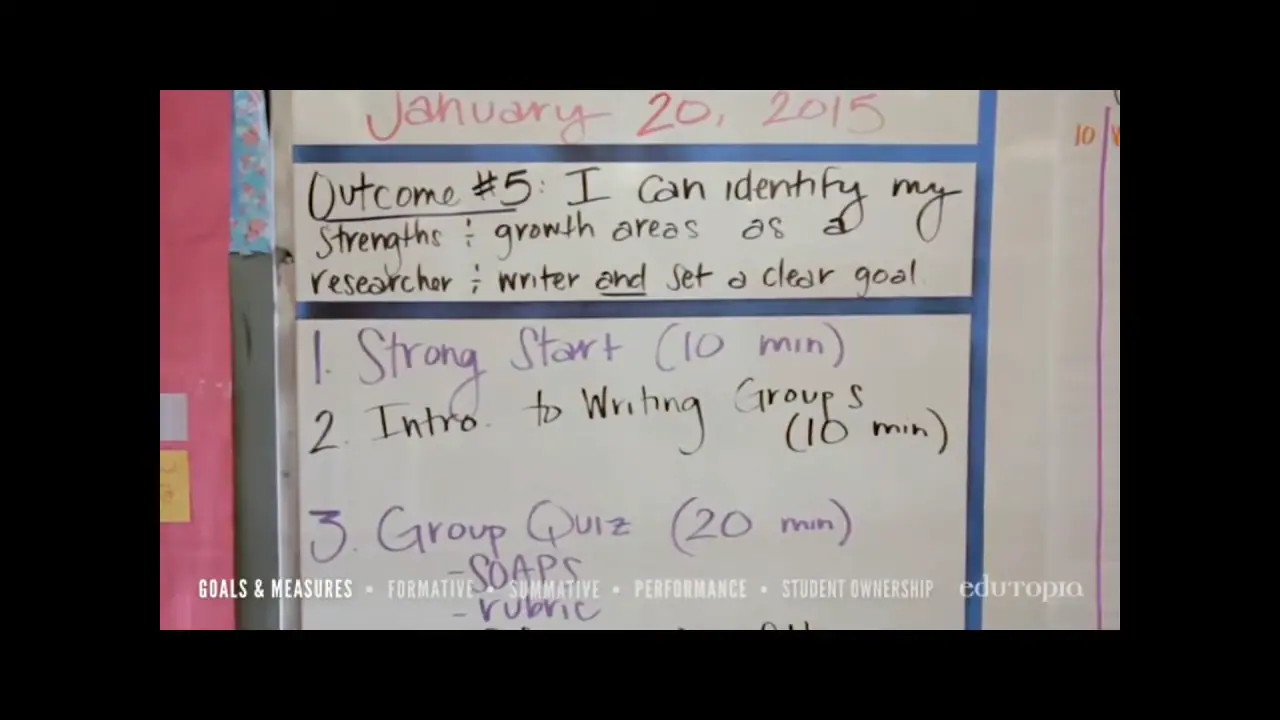 January 20, 2015
10
Outcome #5: I can identify my
strengths & growth areas as a
researcher & writer and set a clear goal.
1. Strong Start (10 min)
2. Intro. to Writing Groups
(10 min)
3. Group Quiz (20 min)
- SOAPS
GOALS & MEASURES • FORMATIVE • SUMMATIVE • PERFORMANCE • STUDENT OWNERSHIP edutopia
- rubric